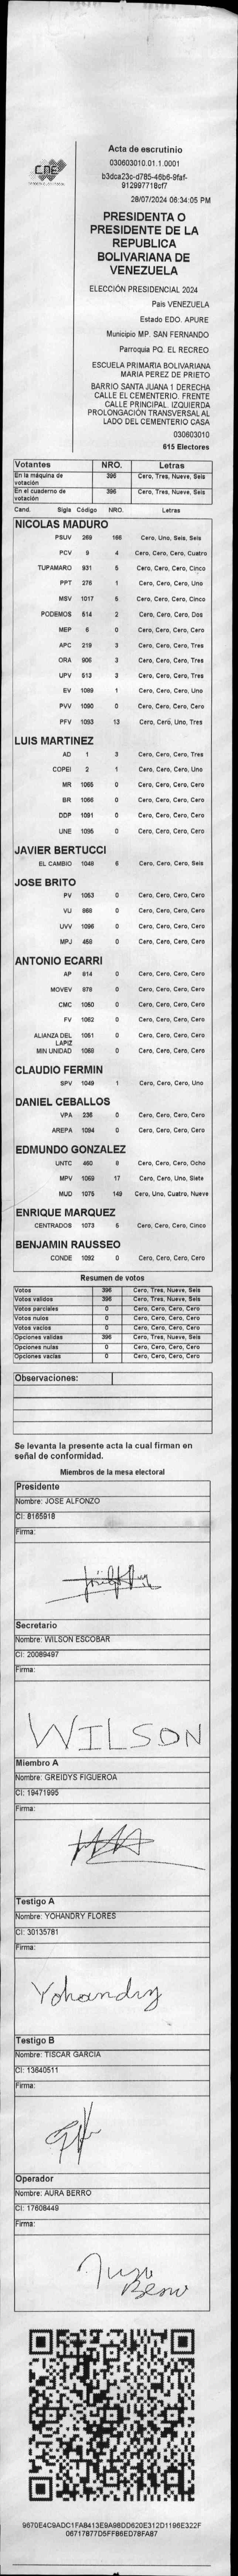 CNE
Acta de escrutinio
030603010.01.1.0001
b3dca23c-d785-46b6-9faf-
912997718cf7
28/07/2024 06:34:05 PM
PRESIDENTA O
PRESIDENTE DE LA
REPUBLICA
BOLIVARIANA DE
VENEZUELA
ELECCIÓN PRESIDENCIAL 2024
País VENEZUELA
Estado EDO. APURE
Municipio MP. SAN FERNANDO
Parroquia PQ. EL RECREO
ESCUELA PRIMARIA BOLIVARIANA
MARIA PEREZ DE PRIETO
BARRIO SANTA JUANA 1 DERECHA
CALLE EL CEMENTERIO. FRENTE
CALLE PRINCIPAL. IZQUIERDA
PROLONGACIÓN TRANSVERSAL AL
LADO DEL CEMENTERIO CASA
030603010
615 Electores
Votantes NRO. Letras
En la máquina de votación 396 Cero, Tres, Nueve, Seis
En el cuaderno de votación 396 Cero, Tres, Nueve, Seis
Cand. Sigla Código NRO. Letras
NICOLAS MADURO
PSUV 269 166 Cero, Uno, Seis, Seis
PCV 9 4 Cero, Cero, Cero, Cuatro
TUPAMARO 931 5 Cero, Cero, Cero, Cinco
PPT 276 1 Cero, Cero, Cero, Uno
MSV 1017 5 Cero, Cero, Cero, Cinco
PODEMOS 514 2 Cero, Cero, Cero, Dos
MEP 6 0 Cero, Cero, Cero, Cero
APC 219 3 Cero, Cero, Cero, Tres
ORA 906 3 Cero, Cero, Cero, Tres
UPV 513 3 Cero, Cero, Cero, Tres
EV 1089 1 Cero, Cero, Cero, Uno
PVV 1090 0 Cero, Cero, Cero, Cero
PFV 1093 13 Cero, Cero, Uno, Tres
LUIS MARTINEZ
AD 1 3 Cero, Cero, Cero, Tres
COPEI 2 1 Cero, Cero, Cero, Uno
MR 1065 0 Cero, Cero, Cero, Cero
BR 1066 0 Cero, Cero, Cero, Cero
DDP 1091 0 Cero, Cero, Cero, Cero
UNE 1095 0 Cero, Cero, Cero, Cero
JAVIER BERTUCCI
EL CAMBIO 1048 6 Cero, Cero, Cero, Seis
JOSE BRITO
PV 1053 0 Cero, Cero, Cero, Cero
VU 868 0 Cero, Cero, Cero, Cero
UVV 1096 0 Cero, Cero, Cero, Cero
MPJ 458 0 Cero, Cero, Cero, Cero
ANTONIO ECARRI
AP 814 0 Cero, Cero, Cero, Cero
MOVEV 878 0 Cero, Cero, Cero, Cero
CMC 1050 0 Cero, Cero, Cero, Cero
FV 1062 0 Cero, Cero, Cero, Cero
ALIANZA DEL LAPIZ 1051 0 Cero, Cero, Cero, Cero
MIN UNIDAD 1068 0 Cero, Cero, Cero, Cero
CLAUDIO FERMIN
SPV 1049 1 Cero, Cero, Cero, Uno
DANIEL CEBALLOS
VPA 236 0 Cero, Cero, Cero, Cero
AREPA 1094 0 Cero, Cero, Cero, Cero
EDMUNDO GONZALEZ
UNTC 460 8 Cero, Cero, Cero, Ocho
MPV 1069 17 Cero, Cero, Uno, Siete
MUD 1075 149 Cero, Uno, Cuatro, Nueve
ENRIQUE MARQUEZ
CENTRADOS 1073 5 Cero, Cero, Cero, Cinco
BENJAMIN RAUSSEO
CONDE 1092 0 Cero, Cero, Cero, Cero
Resumen de votos
Votos 396 Cero, Tres, Nueve, Seis
Votos validos 396 Cero, Tres, Nueve, Seis
Votos parciales 0 Cero, Cero, Cero, Cero
Votos nulos 0 Cero, Cero, Cero, Cero
Votos vacíos 0 Cero, Cero, Cero, Cero
Opciones validas 396 Cero, Tres, Nueve, Seis
Opciones nulas 0 Cero, Cero, Cero, Cero
Opciones vacías 0 Cero, Cero, Cero, Cero
Observaciones:
Se levanta la presente acta la cual firman en
señal de conformidad.
Miembros de la mesa electoral
Presidente
Nombre: JOSE ALFONZO
CI: 8165918
Firma:
Secretario
Nombre: WILSON ESCOBAR
CI: 20089497
Firma:
WILSON
Miembro A
Nombre: GREIDYS FIGUEROA
CI: 19471995
Firma:
Testigo A
Nombre: YOHANDRY FLORES
CI: 30135781
Firma:
Yohandry
Testigo B
Nombre: TISCAR GARCIA
CI: 13640511
Firma:
Operador
Nombre: AURA BERRO
CI: 17608449
Firma:
9670E4C9ADC1FA8413E9A98DD620E312D1196E322F
06717877D5FF86ED78FA87